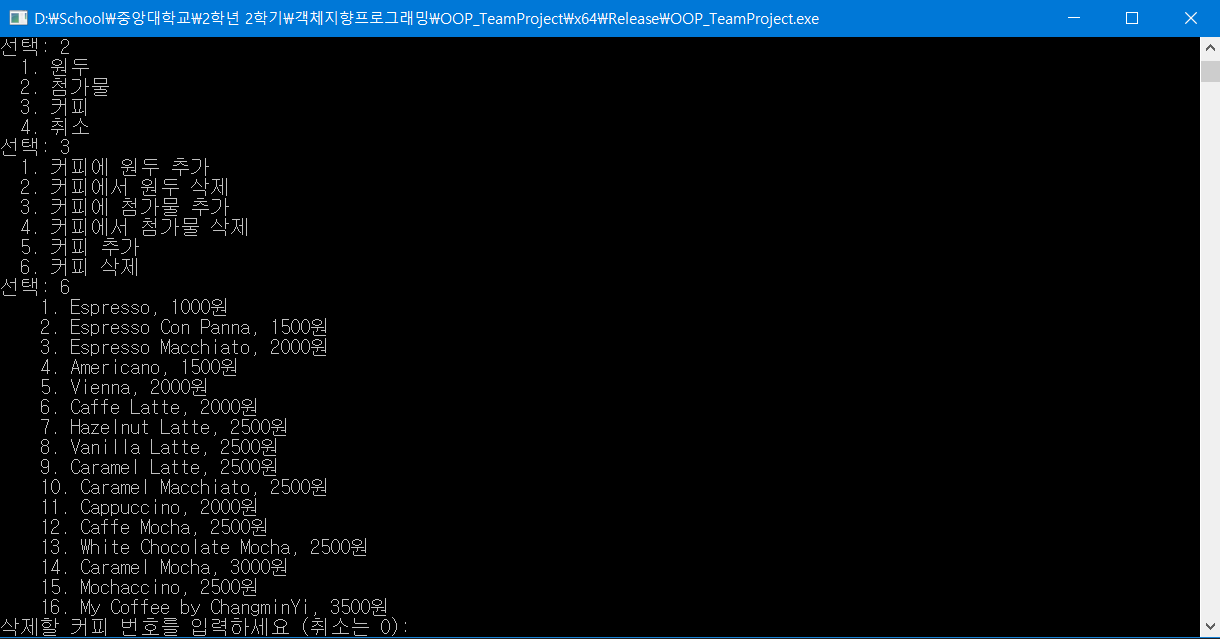 D:\School\중앙대학교\2학년 2학기\객체지향프로그래밍\OOP_TeamProject\x64\Release\OOP_TeamProject.exe
선택: 2
1. 원두
2. 첨가물
3. 커피
4. 취소
선택: 3
1. 커피에 원두 추가
2. 커피에서 원두 삭제
3. 커피에 첨가물 추가
4. 커피에서 첨가물 삭제
5. 커피 추가
6. 커피 삭제
선택: 6
1. Espresso, 1000원
2. Espresso Con Panna, 1500원
3. Espresso Macchiato, 2000원
4. Americano, 1500원
5. Vienna, 2000원
6. Caffe Latte, 2000원
7. Hazelnut Latte, 2500원
8. Vanilla Latte, 2500원
9. Caramel Latte, 2500원
10. Caramel Macchiato, 2500원
11. Cappuccino, 2000원
12. Caffe Mocha, 2500원
13. White Chocolate Mocha, 2500원
14. Caramel Mocha, 3000원
15. Mochaccino, 2500원
16. My Coffee by ChangminYi, 3500원
삭제할 커피 번호를 입력하세요 (취소는 0):